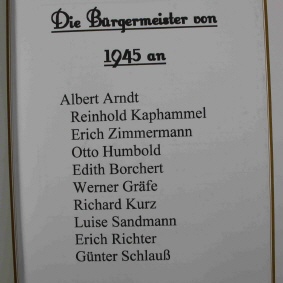 Die Bürgermeister von
1945 an
Albert Arndt
Reinhold Kaphammel
Erich Zimmermann
Otto Humbold
Edith Borchert
Werner Gräfe
Richard Kurz
Luise Sandmann
Erich Richter
Günter Schlauß